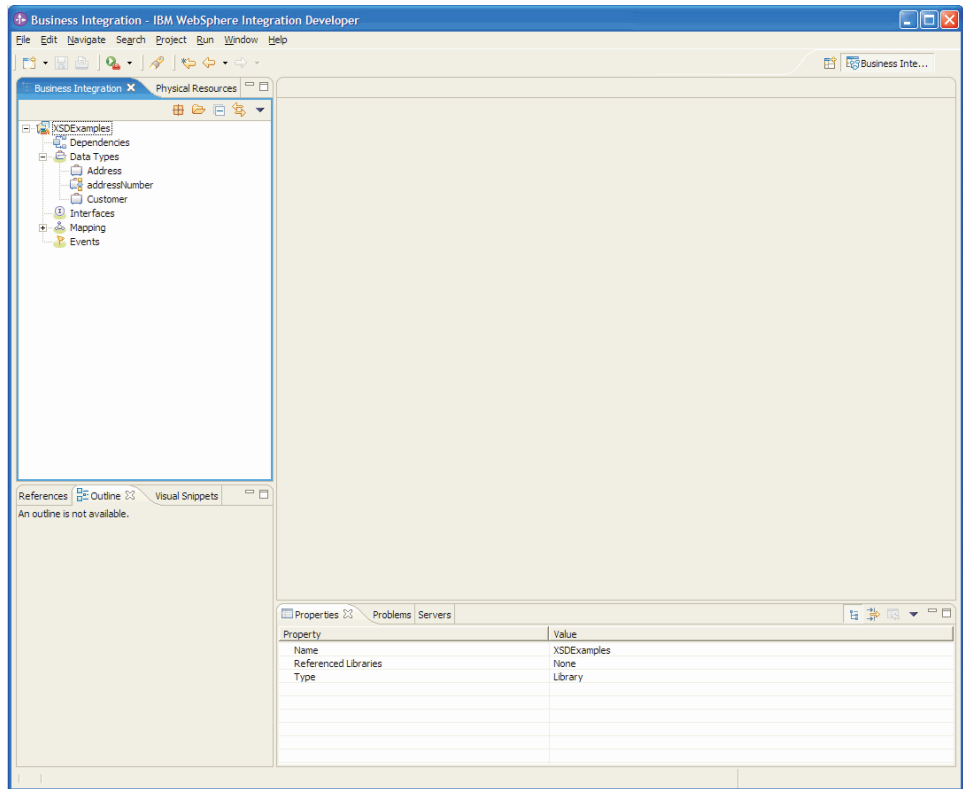 Business Integration - IBM WebSphere Integration Developer
File Edit Navigate Search Project Run Window Help
Business Inte...
Business Integration Physical Resources
XSDExamples
Dependencies
Data Types
Address
addressNumber
Customer
Interfaces
Mapping
Events
References Outline Visual Snippets
An outline is not available.
Properties Problems Servers
Property Value
Name XSDExamples
Referenced Libraries None
Type Library